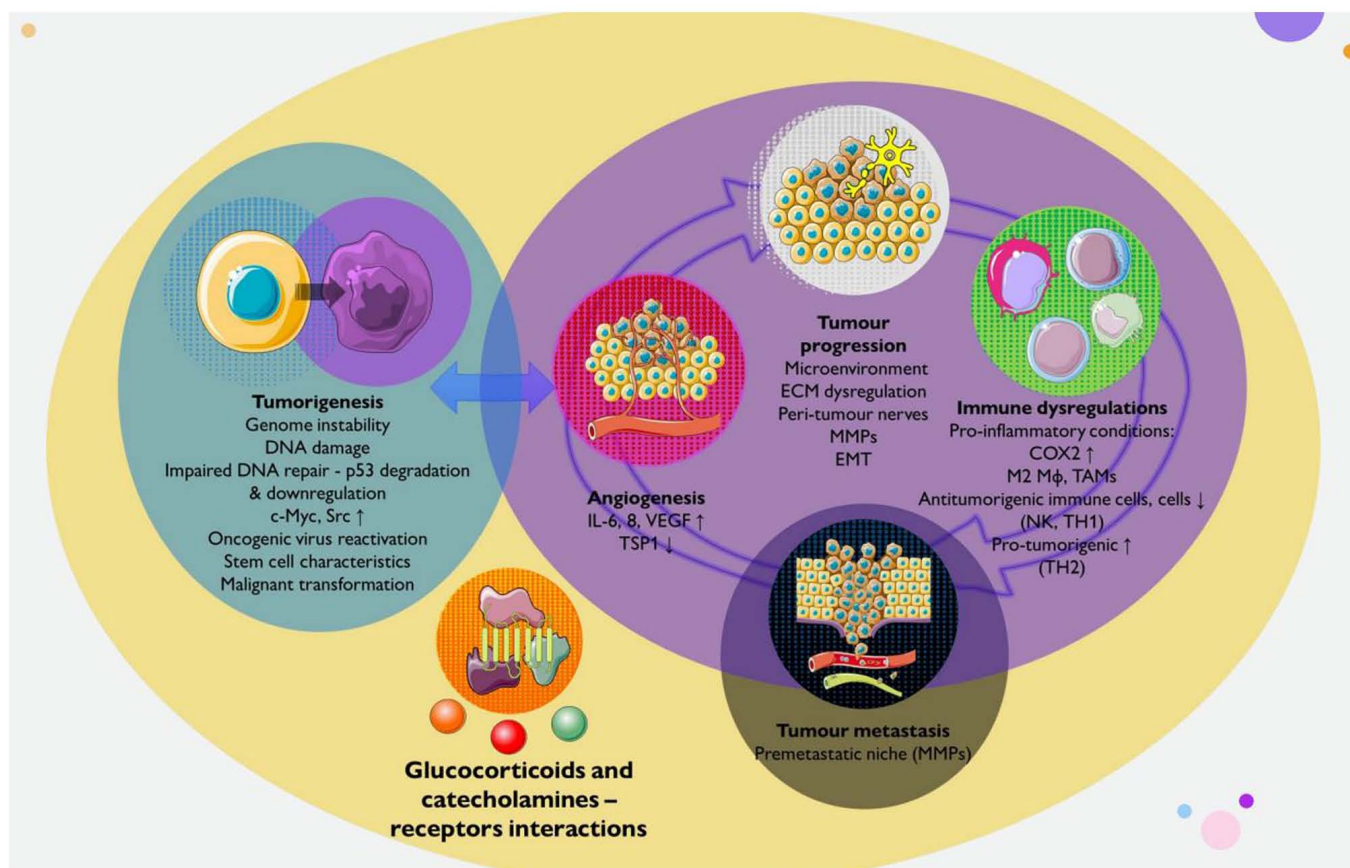 Tumorigenesis
Genome instability
DNA damage
Impaired DNA repair - p53 degradation
& downregulation
c-Myc, Src ↑
Oncogenic virus reactivation
Stem cell characteristics
Malignant transformation
Angiogenesis
IL-6, 8, VEGF ↑
TSP1 ↓
Tumour
progression
Microenvironment
ECM dysregulation
Peri-tumour nerves
MMPs
EMT
Immune dysregulations
Pro-inflammatory conditions:
COX2 ↑
M2 Mϕ, TAMs
Antitumorigenic immune cells, cells ↓
(NK, TH1)
Pro-tumorigenic ↑
(TH2)
Tumour metastasis
Premetastatic niche (MMPs)
Glucocorticoids and
catecholamines –
receptors interactions